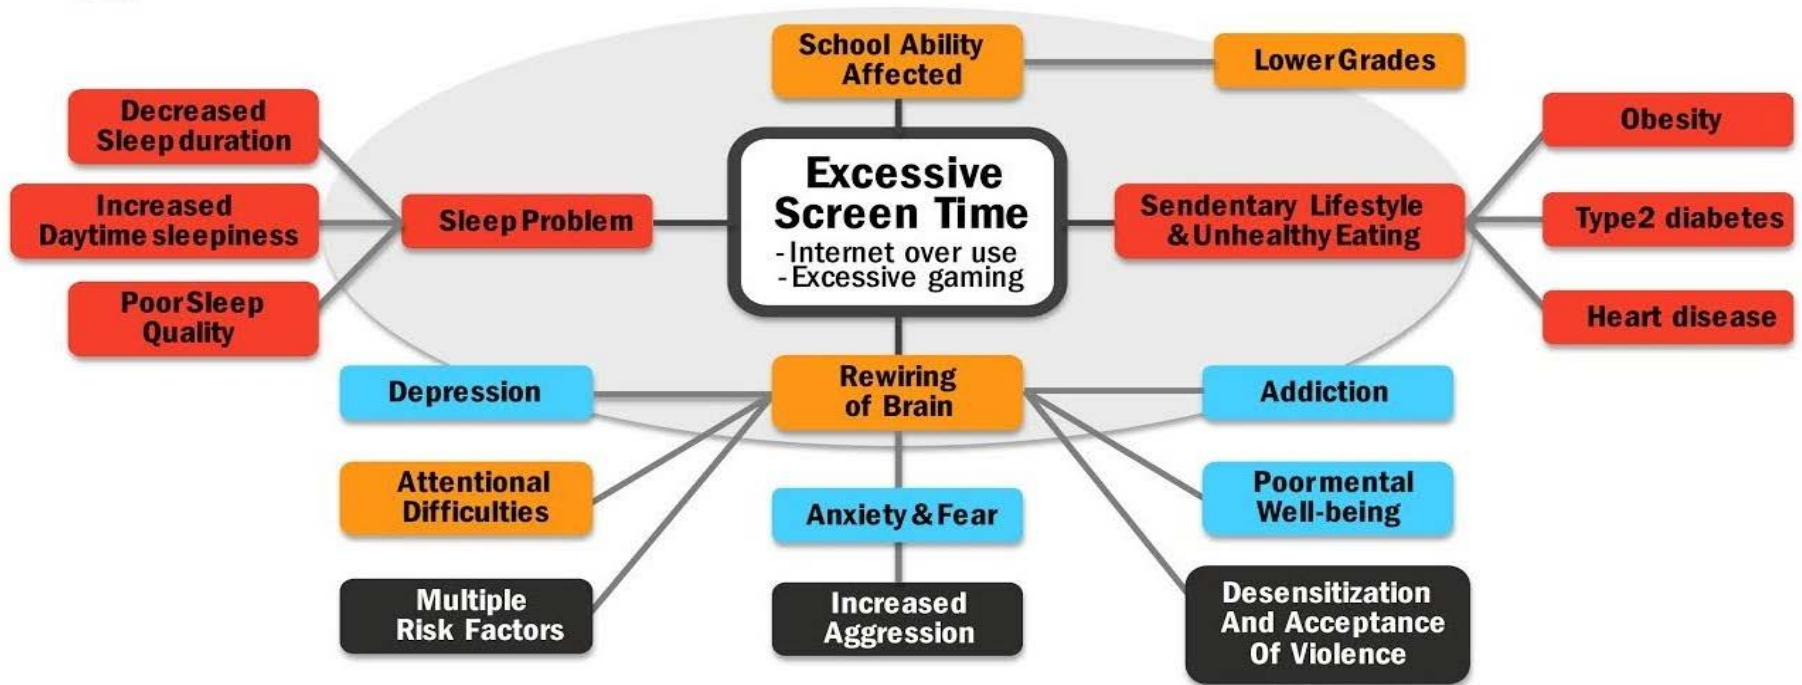 School Ability
Affected
Lower Grades
Decreased
Sleep duration
Increased
Daytime sleepiness
Poor Sleep
Quality
Sleep Problem
Excessive
Screen Time
- Internet over use
- Excessive gaming
Sendentary Lifestyle
& Unhealthy Eating
Obesity
Type2 diabetes
Heart disease
Depression
Rewiring
of Brain
Addiction
Attentional
Difficulties
Anxiety & Fear
Poor mental
Well-being
Multiple
Risk Factors
Increased
Aggression
Desensitization
And Acceptance
Of Violence